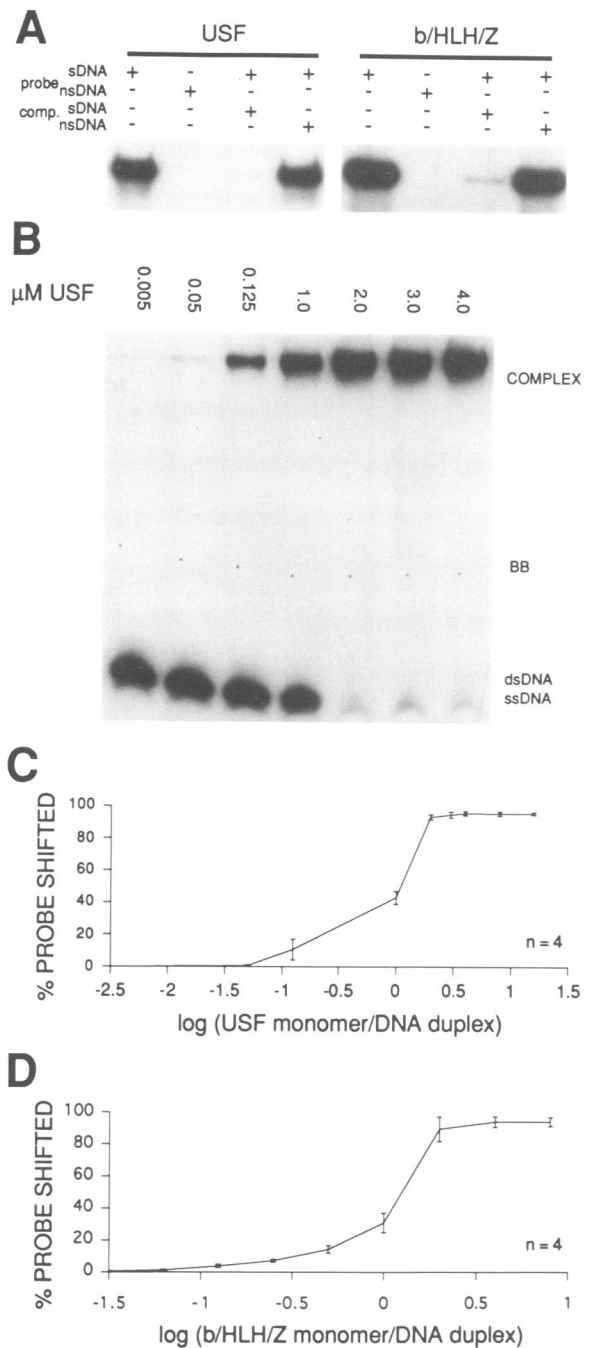 A
USF
b/HLH/Z
probe sDNA + - + + + - + +
nsDNA - + - - - + - -
comp. sDNA - - + - - - + -
nsDNA - - - + - - - +
B
μM USF 0.005 0.05 0.125 1.0 2.0 3.0 4.0
COMPLEX
BB
dsDNA
ssDNA
C
% PROBE SHIFTED
100
80
60
40
20
0
n = 4
-2.5 -2 -1.5 -1 -0.5 0 0.5 1 1.5
log (USF monomer/DNA duplex)
D
% PROBE SHIFTED
100
80
60
40
20
0
n = 4
-1.5 -1 -0.5 0 0.5 1
log (b/HLH/Z monomer/DNA duplex)